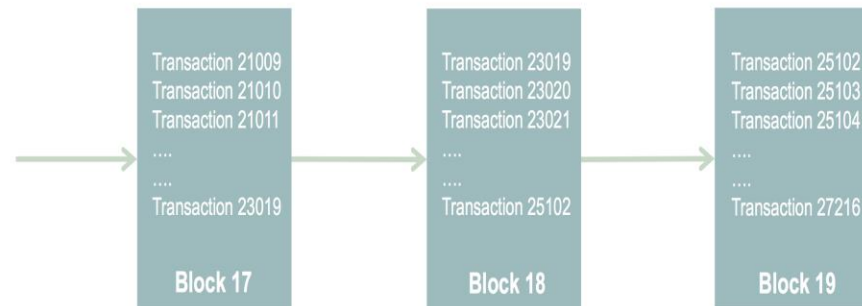 Transaction 21009
Transaction 21010
Transaction 21011
....
....
Transaction 23019
Block 17
Transaction 23019
Transaction 23020
Transaction 23021
....
....
Transaction 25102
Block 18
Transaction 25102
Transaction 25103
Transaction 25104
....
....
Transaction 27216
Block 19